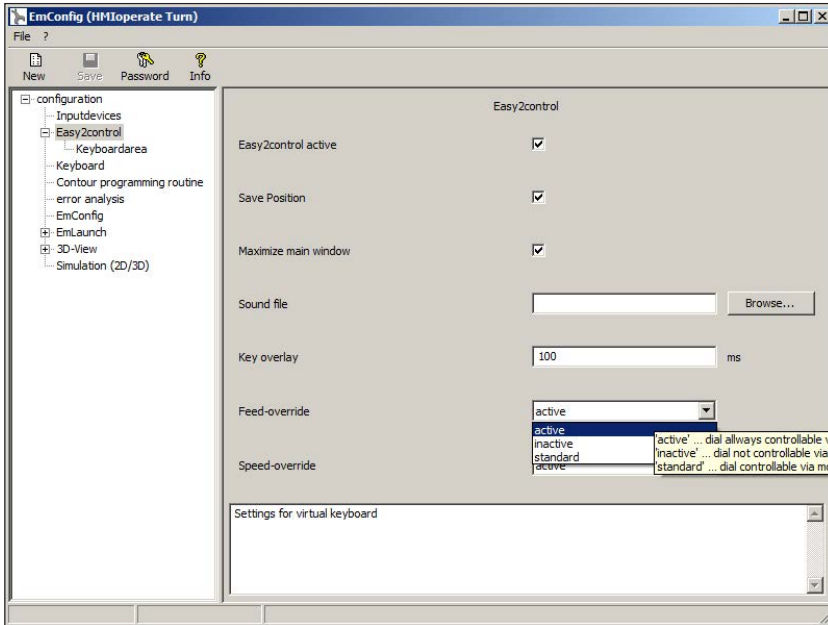 EmConfig (HMIoperate Turn)
File ?
New Save Password Info
configuration
Inputdevices
Easy2control
Keyboardarea
Keyboard
Contour programming routine
error analysis
EmConfig
EmLaunch
3D-View
Simulation (2D/3D)
Easy2control
Easy2control active
Save Position
Maximize main window
Sound file Browse...
Key overlay 100 ms
Feed-override active
active
inactive
standard
'active' ... dial allways controllable
'inactive' ... dial not controllable via
'standard' ... dial controllable via
Speed-override active
Settings for virtual keyboard